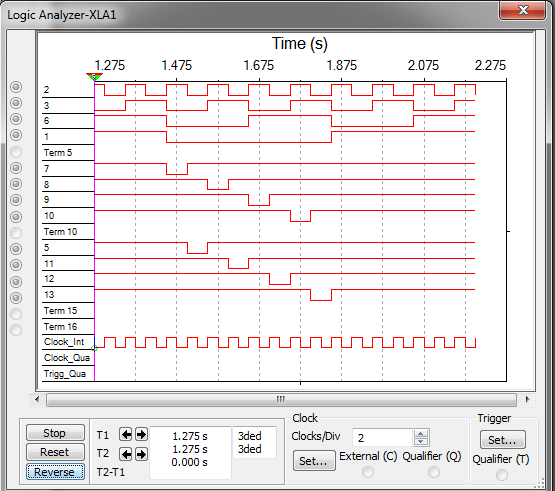 Logic Analyzer-XLA1
Time (s)
1.275 1.475 1.675 1.875 2.075 2.275
2
3
6
1
Term 5
7
8
9
10
Term 10
5
11
12
13
Term 15
Term 16
Clock_Int
Clock_Qua
Trigg_Qua
Stop
Reset
Reverse
T1 1.275 s 3ded
T2 1.275 s 3ded
T2-T1 0.000 s
Clock
Clocks/Div 2
Set... External (C) Qualifier (Q)
Trigger
Set...
Qualifier (T)